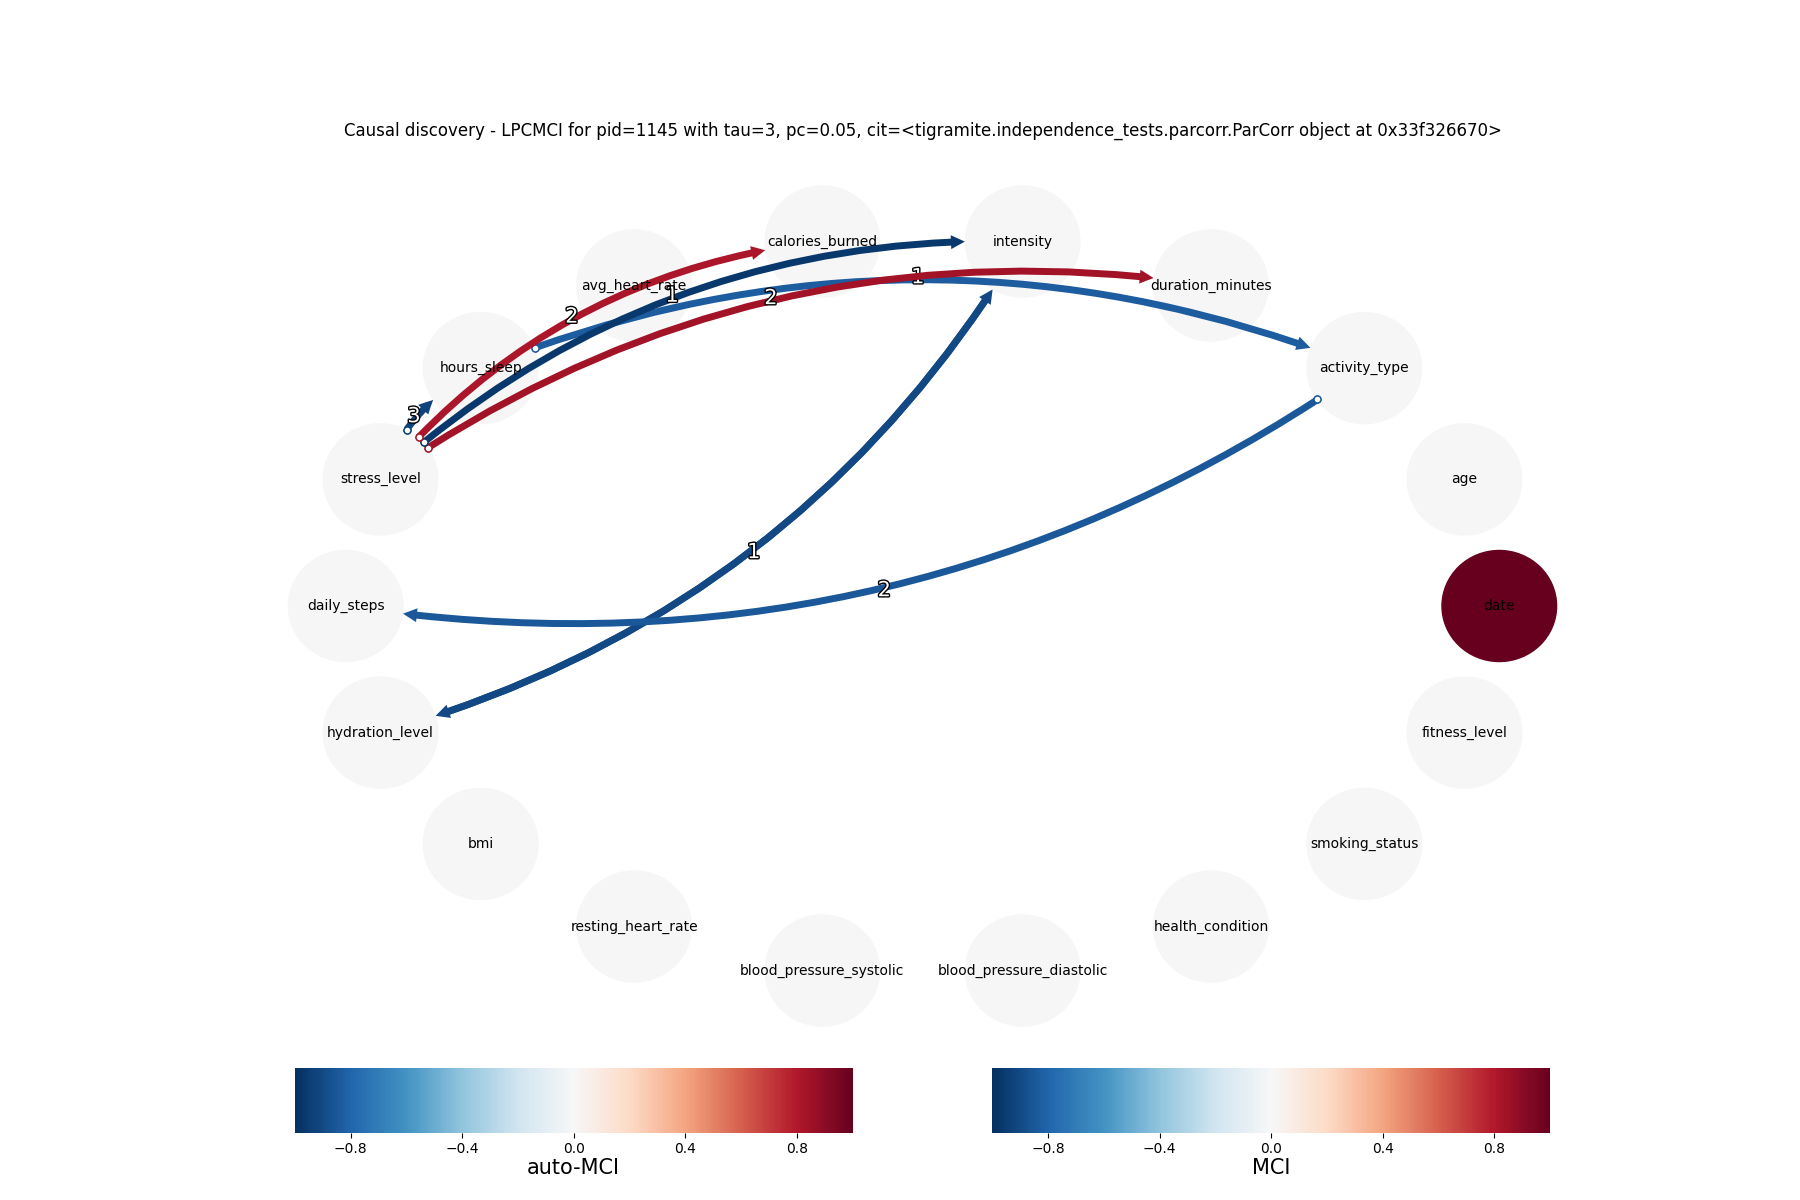 Causal discovery - LPCMCI for pid=1145 with tau=3, pc=0.05, cit=<tigramite.independence_tests.parcorr.ParCorr object at 0x33f326670>
calories_burned
intensity
avg_heart_rate
duration_minutes
1
1
2
2
hours_sleep
activity_type
3
stress_level
age
1
2
daily_steps
date
hydration_level
fitness_level
bmi
smoking_status
resting_heart_rate
health_condition
blood_pressure_systolic
blood_pressure_diastolic
−0.8 −0.4 0.0 0.4 0.8
auto-MCI
−0.8 −0.4 0.0 0.4 0.8
MCI